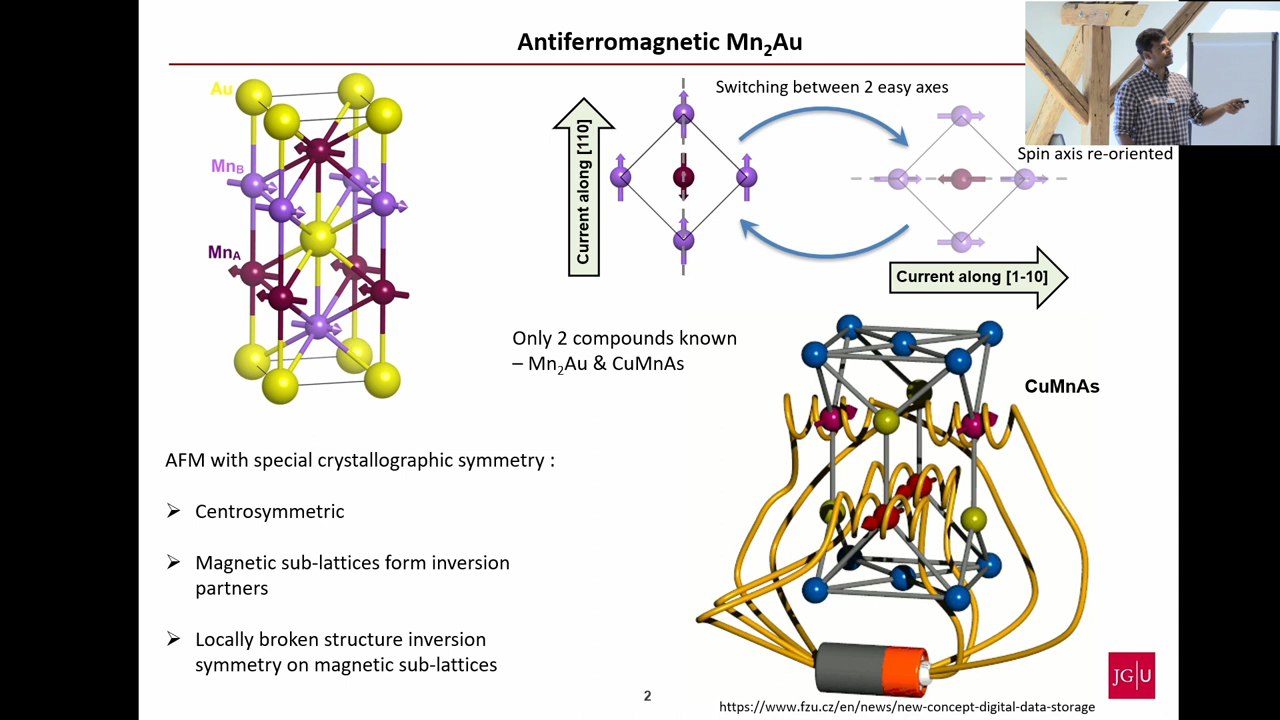 Antiferromagnetic Mn₂Au
Au
MnB
MnA
Current along [110]
Switching between 2 easy axes
Spin axis re-oriented
Current along [1-10]
Only 2 compounds known
– Mn₂Au & CuMnAs
CuMnAs
AFM with special crystallographic symmetry :
➢ Centrosymmetric
➢ Magnetic sub-lattices form inversion
partners
➢ Locally broken structure inversion
symmetry on magnetic sub-lattices
2
https://www.fzu.cz/en/news/new-concept-digital-data-storage
JG|U